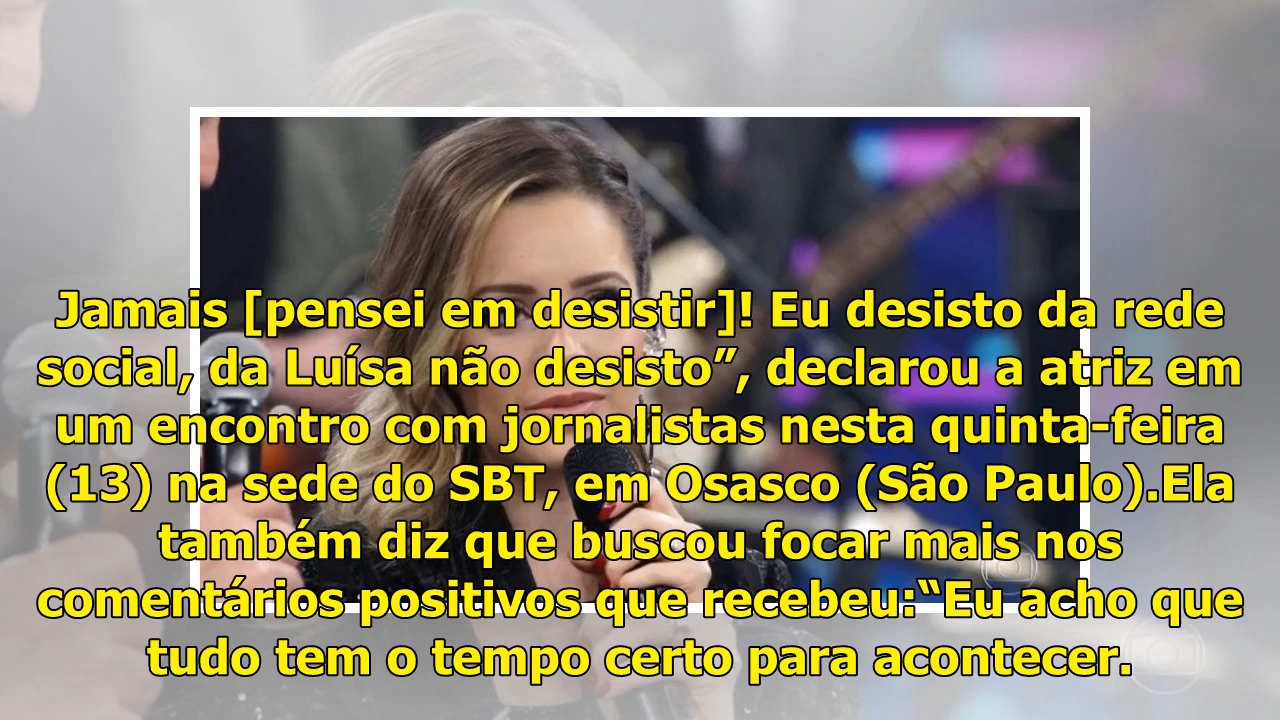 Jamais [pensei em desistir]! Eu desisto da rede
social, da Luísa não desisto”, declarou a atriz em
um encontro com jornalistas nesta quinta-feira
(13) na sede do SBT, em Osasco (São Paulo).Ela
também diz que buscou focar mais nos
comentários positivos que recebeu:“Eu acho que
tudo tem o tempo certo para acontecer.